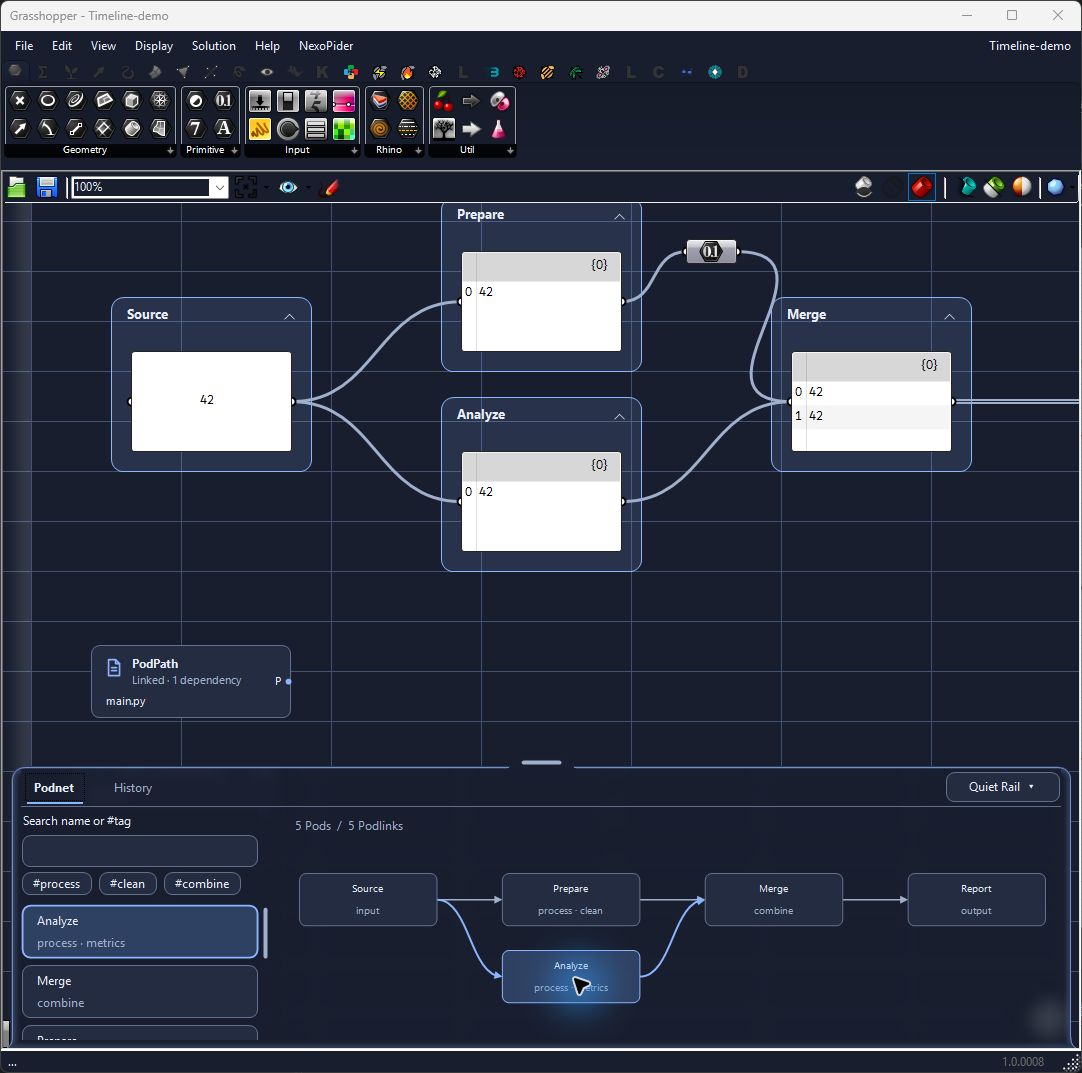 Grasshopper - Timeline-demo
File Edit View Display Solution Help NexoPider Timeline-demo
Geometry Primitive Input Rhino Util
100%
Prepare
{0}
0 42
0.1
Source
42
Merge
{0}
0 42
1 42
Analyze
{0}
0 42
PodPath
Linked · 1 dependency
P
main.py
Podnet History Quiet Rail
Search name or #tag
5 Pods / 5 Podlinks
#process #clean #combine
Analyze
process · metrics
Merge
combine
Source
input
Prepare
process · clean
Merge
combine
Report
output
Analyze
process ·
...
1.0.0008